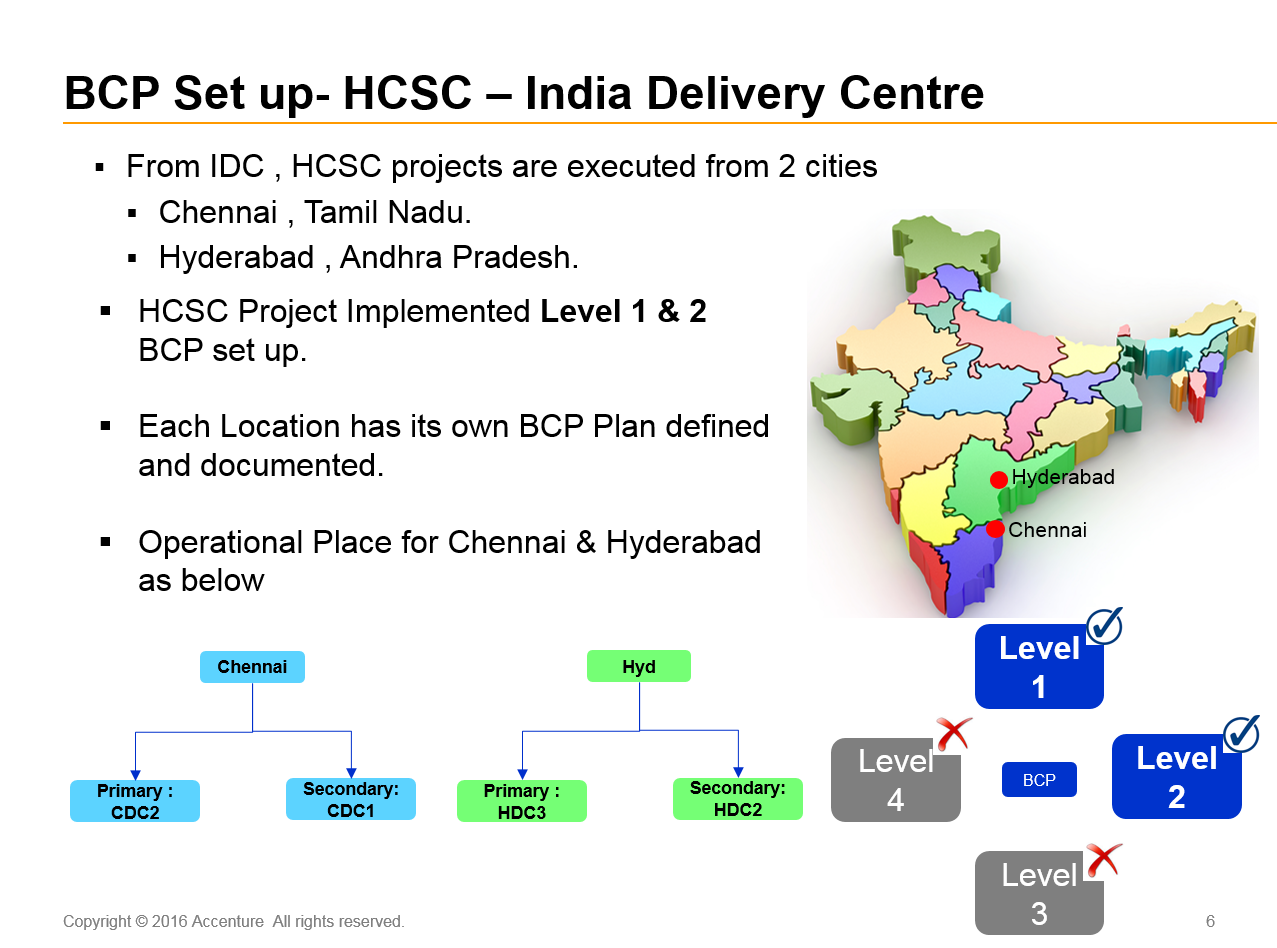 BCP Set up- HCSC – India Delivery Centre
▪ From IDC , HCSC projects are executed from 2 cities
▪ Chennai , Tamil Nadu.
▪ Hyderabad , Andhra Pradesh.
▪ HCSC Project Implemented Level 1 & 2
BCP set up.
▪ Each Location has its own BCP Plan defined
and documented.
▪ Operational Place for Chennai & Hyderabad
as below
Hyderabad
Chennai
Chennai
Primary :
CDC2
Secondary:
CDC1
Hyd
Primary :
HDC3
Secondary:
HDC2
Level
1
Level
4
BCP
Level
2
Level
3
Copyright © 2016 Accenture  All rights reserved.
6